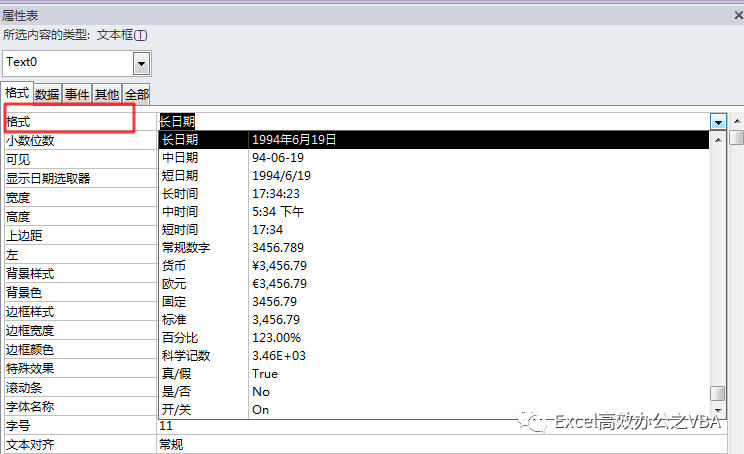 属性表
所选内容的类型: 文本框(T)
Text0
格式 数据 事件 其他 全部
格式 长日期
小数位数 长日期 1994年6月19日
可见 中日期 94-06-19
显示日期选取器 短日期 1994/6/19
宽度 长时间 17:34:23
高度 中时间 5:34 下午
上边距 短时间 17:34
左 常规数字 3456.789
背景样式 货币 ¥3,456.79
背景色 欧元 €3,456.79
边框样式 固定 3456.79
边框宽度 标准 3,456.79
边框颜色 百分比 123.00%
特殊效果 科学记数 3.46E+03
滚动条 真/假 True
字体名称 是/否 No
开/关 On
字号 11
文本对齐 常规
Excel高效办公之VBA